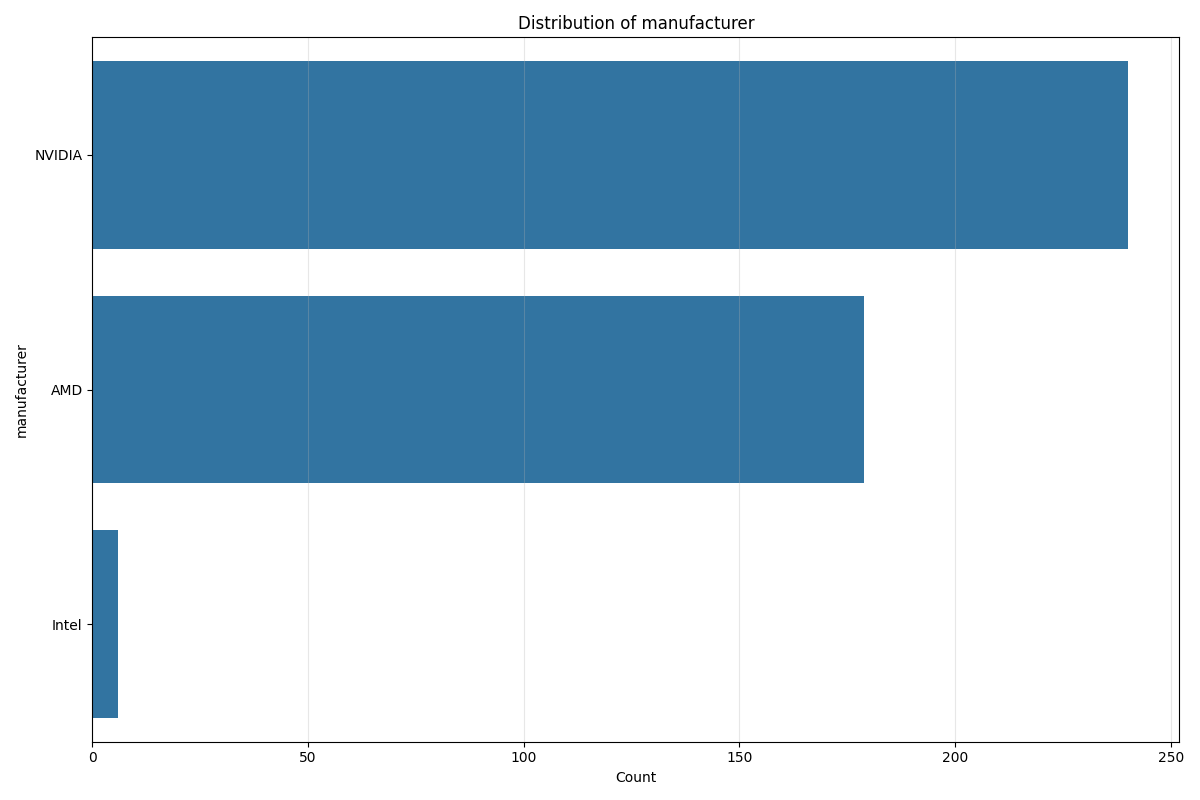 Distribution of manufacturer
manufacturer
NVIDIA
AMD
Intel
0 50 100 150 200 250
Count